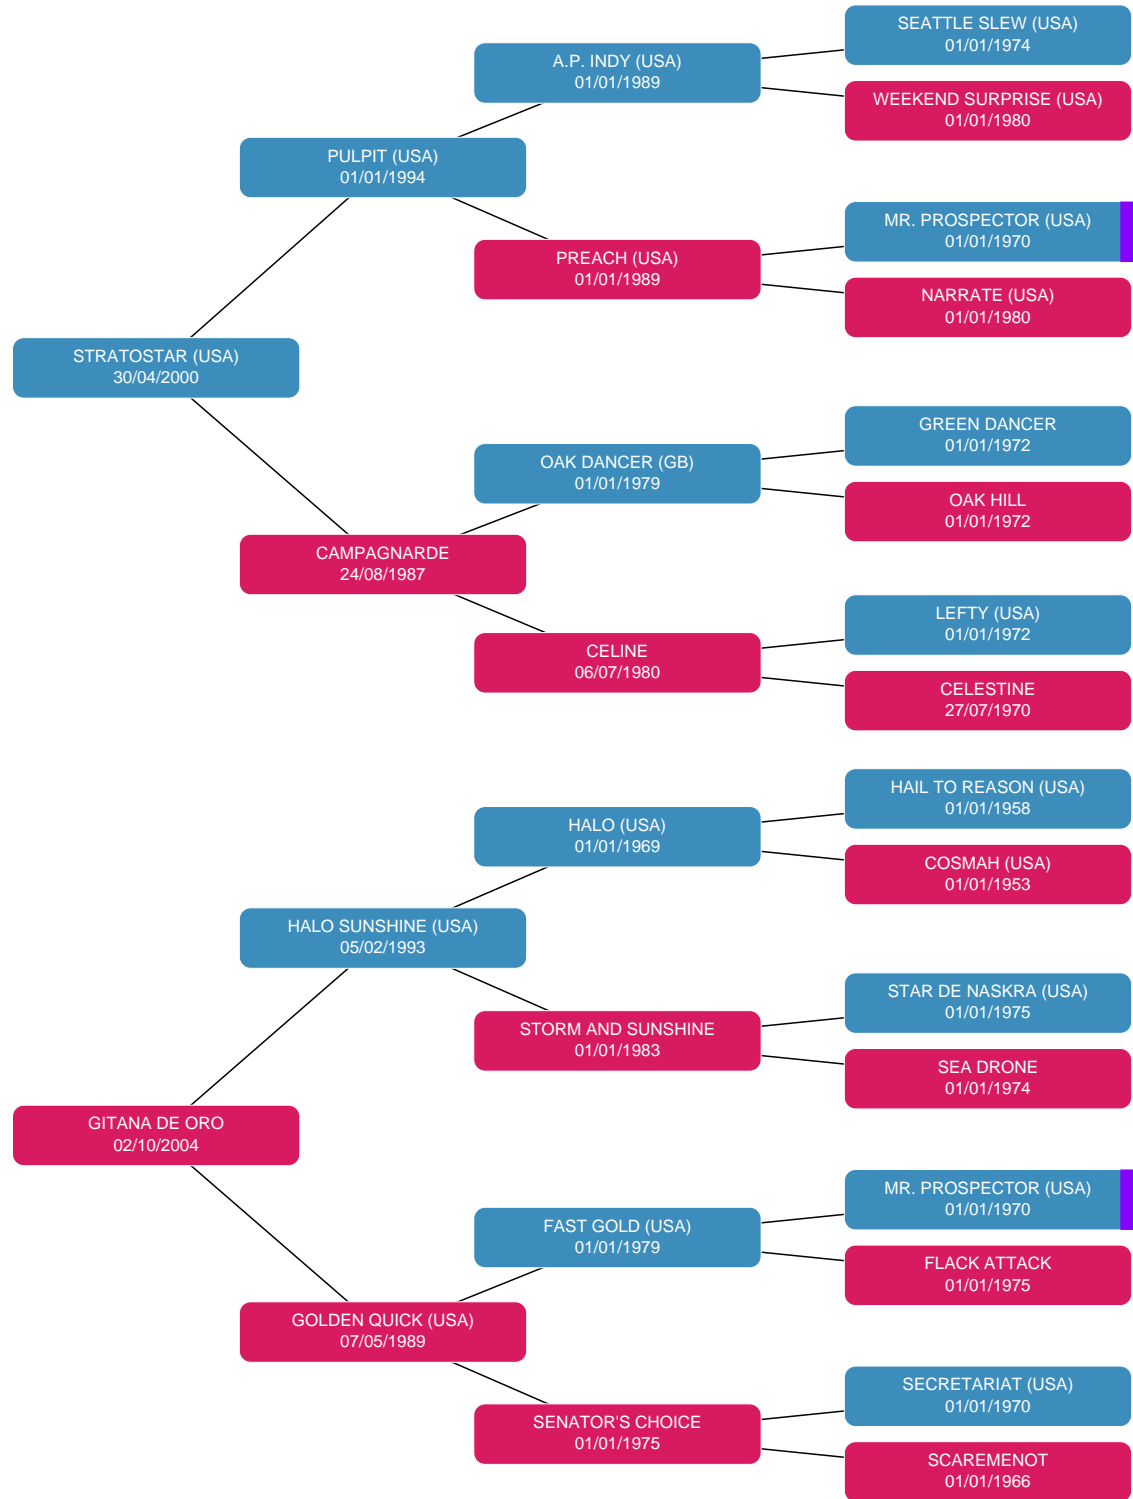 SEATTLE SLEW (USA)
01/01/1974
A.P. INDY (USA)
01/01/1989
WEEKEND SURPRISE (USA)
01/01/1980
PULPIT (USA)
01/01/1994
MR. PROSPECTOR (USA)
01/01/1970
PREACH (USA)
01/01/1989
NARRATE (USA)
01/01/1980
STRATOSTAR (USA)
30/04/2000
GREEN DANCER
01/01/1972
OAK DANCER (GB)
01/01/1979
OAK HILL
01/01/1972
CAMPAGNARDE
24/08/1987
LEFTY (USA)
01/01/1972
CELINE
06/07/1980
CELESTINE
27/07/1970
HAIL TO REASON (USA)
01/01/1958
HALO (USA)
01/01/1969
COSMAH (USA)
01/01/1953
HALO SUNSHINE (USA)
05/02/1993
STAR DE NASKRA (USA)
01/01/1975
STORM AND SUNSHINE
01/01/1983
SEA DRONE
01/01/1974
GITANA DE ORO
02/10/2004
MR. PROSPECTOR (USA)
01/01/1970
FAST GOLD (USA)
01/01/1979
FLACK ATTACK
01/01/1975
GOLDEN QUICK (USA)
07/05/1989
SECRETARIAT (USA)
01/01/1970
SENATOR'S CHOICE
01/01/1975
SCAREMENOT
01/01/1966